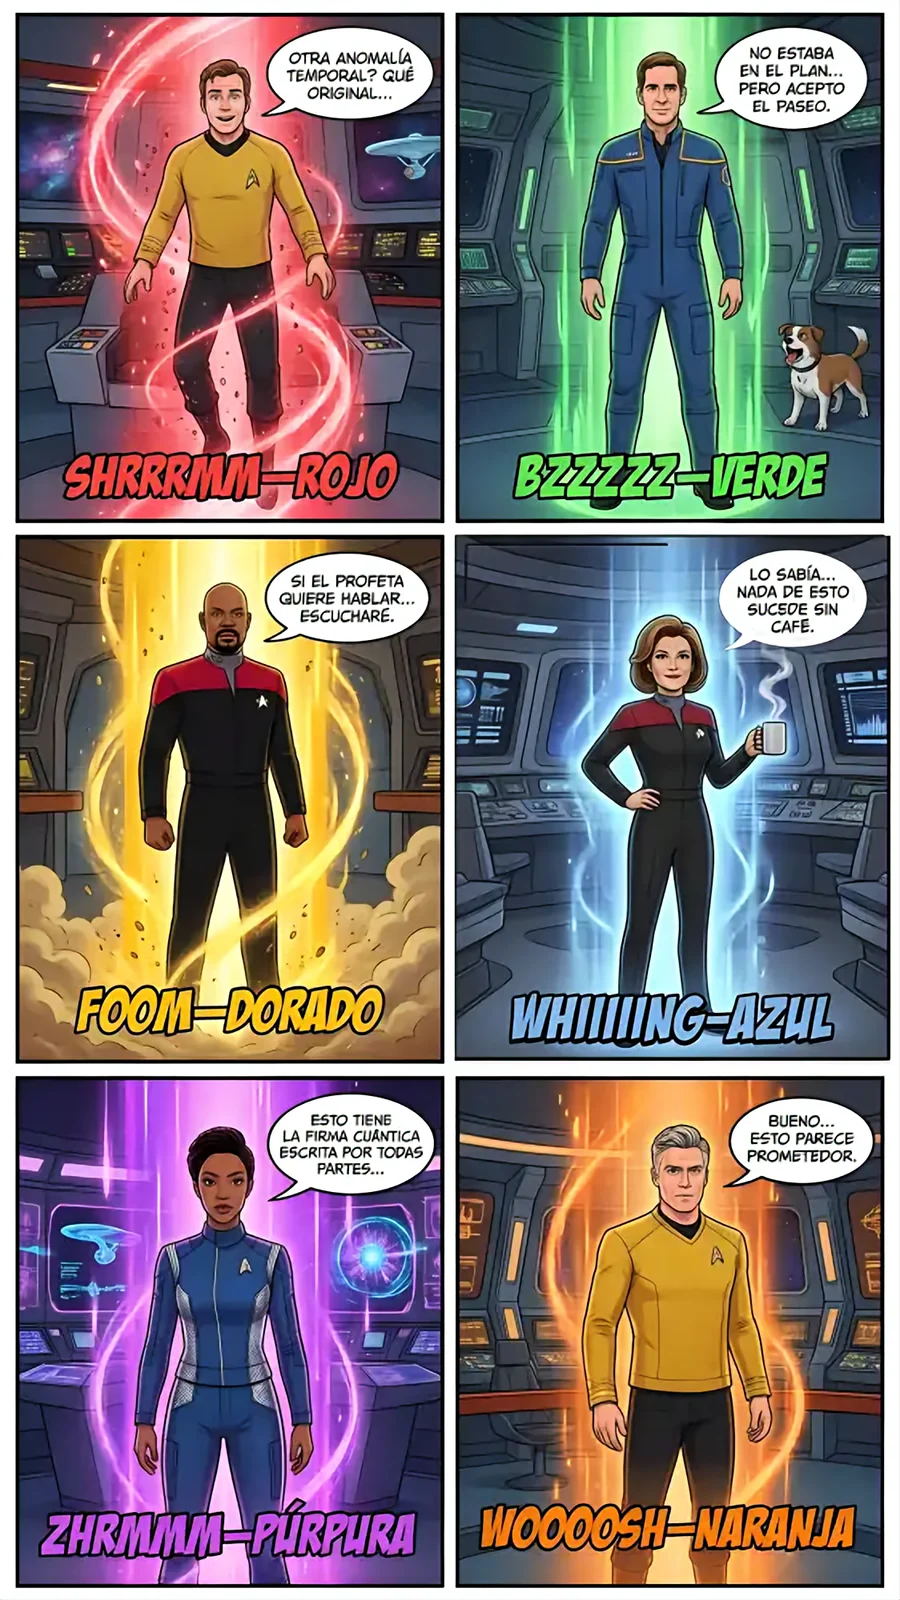 OTRA ANOMALÍA
TEMPORAL? QUÉ
ORIGINAL...
SHRRRMM–ROJO
NO ESTABA
EN EL PLAN...
PERO ACEPTO
EL PASEO.
BZZZZZ–VERDE
SI EL PROFETA
QUIERE HABLAR...
ESCUCHARÉ.
FOOM–DORADO
LO SABÍA...
NADA DE ESTO
SUCEDE SIN
CAFÉ.
WHIIIIING–AZUL
ESTO TIENE
LA FIRMA CUÁNTICA
ESCRITA POR TODAS
PARTES...
ZHRMMM–PÚRPURA
BUENO...
ESTO PARECE
PROMETEDOR.
WOOOOSH–NARANJA